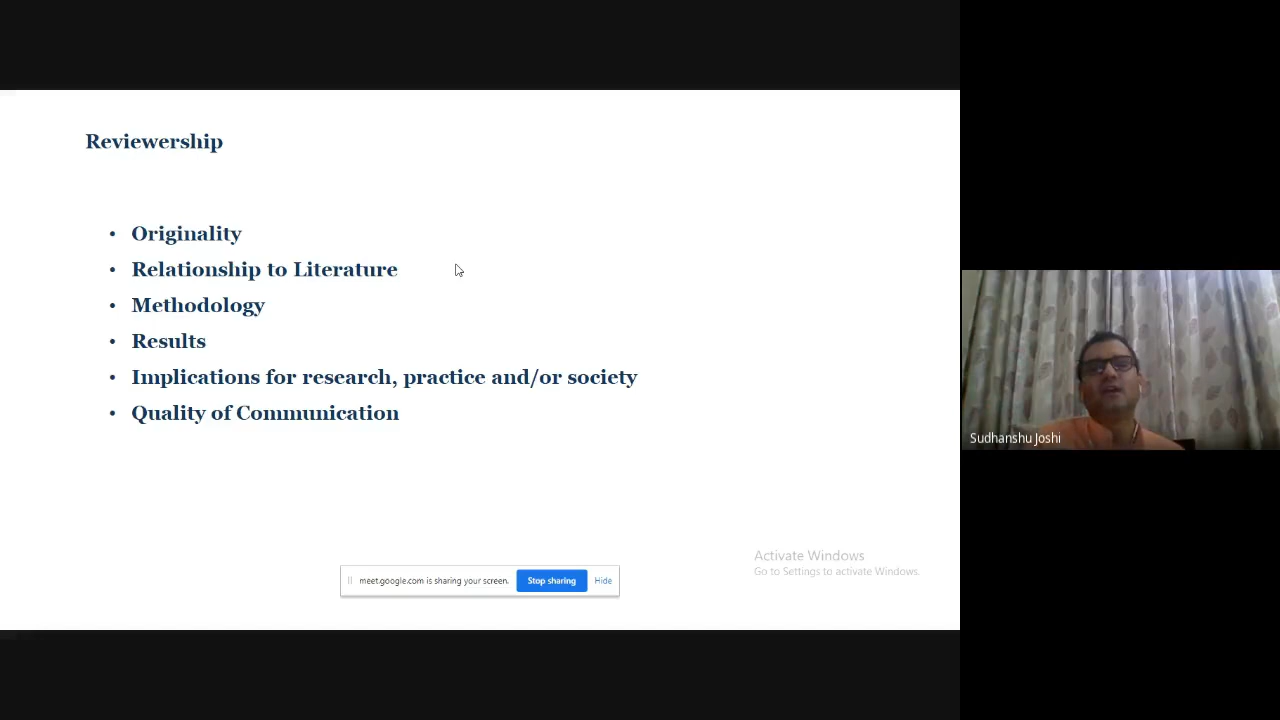 Reviewership
• Originality
• Relationship to Literature
• Methodology
• Results
• Implications for research, practice and/or society
• Quality of Communication
Sudhanshu Joshi
Activate Windows
Go to Settings to activate Windows.
meet.google.com is sharing your screen. Stop sharing Hide